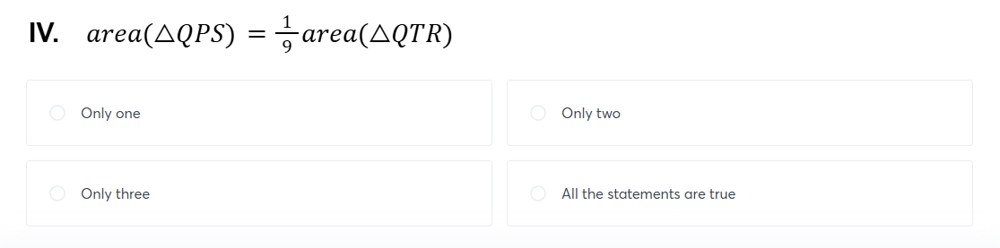 IV. area(△QPS) = 1/9 area(△QTR)
Only one
Only two
Only three
All the statements are true